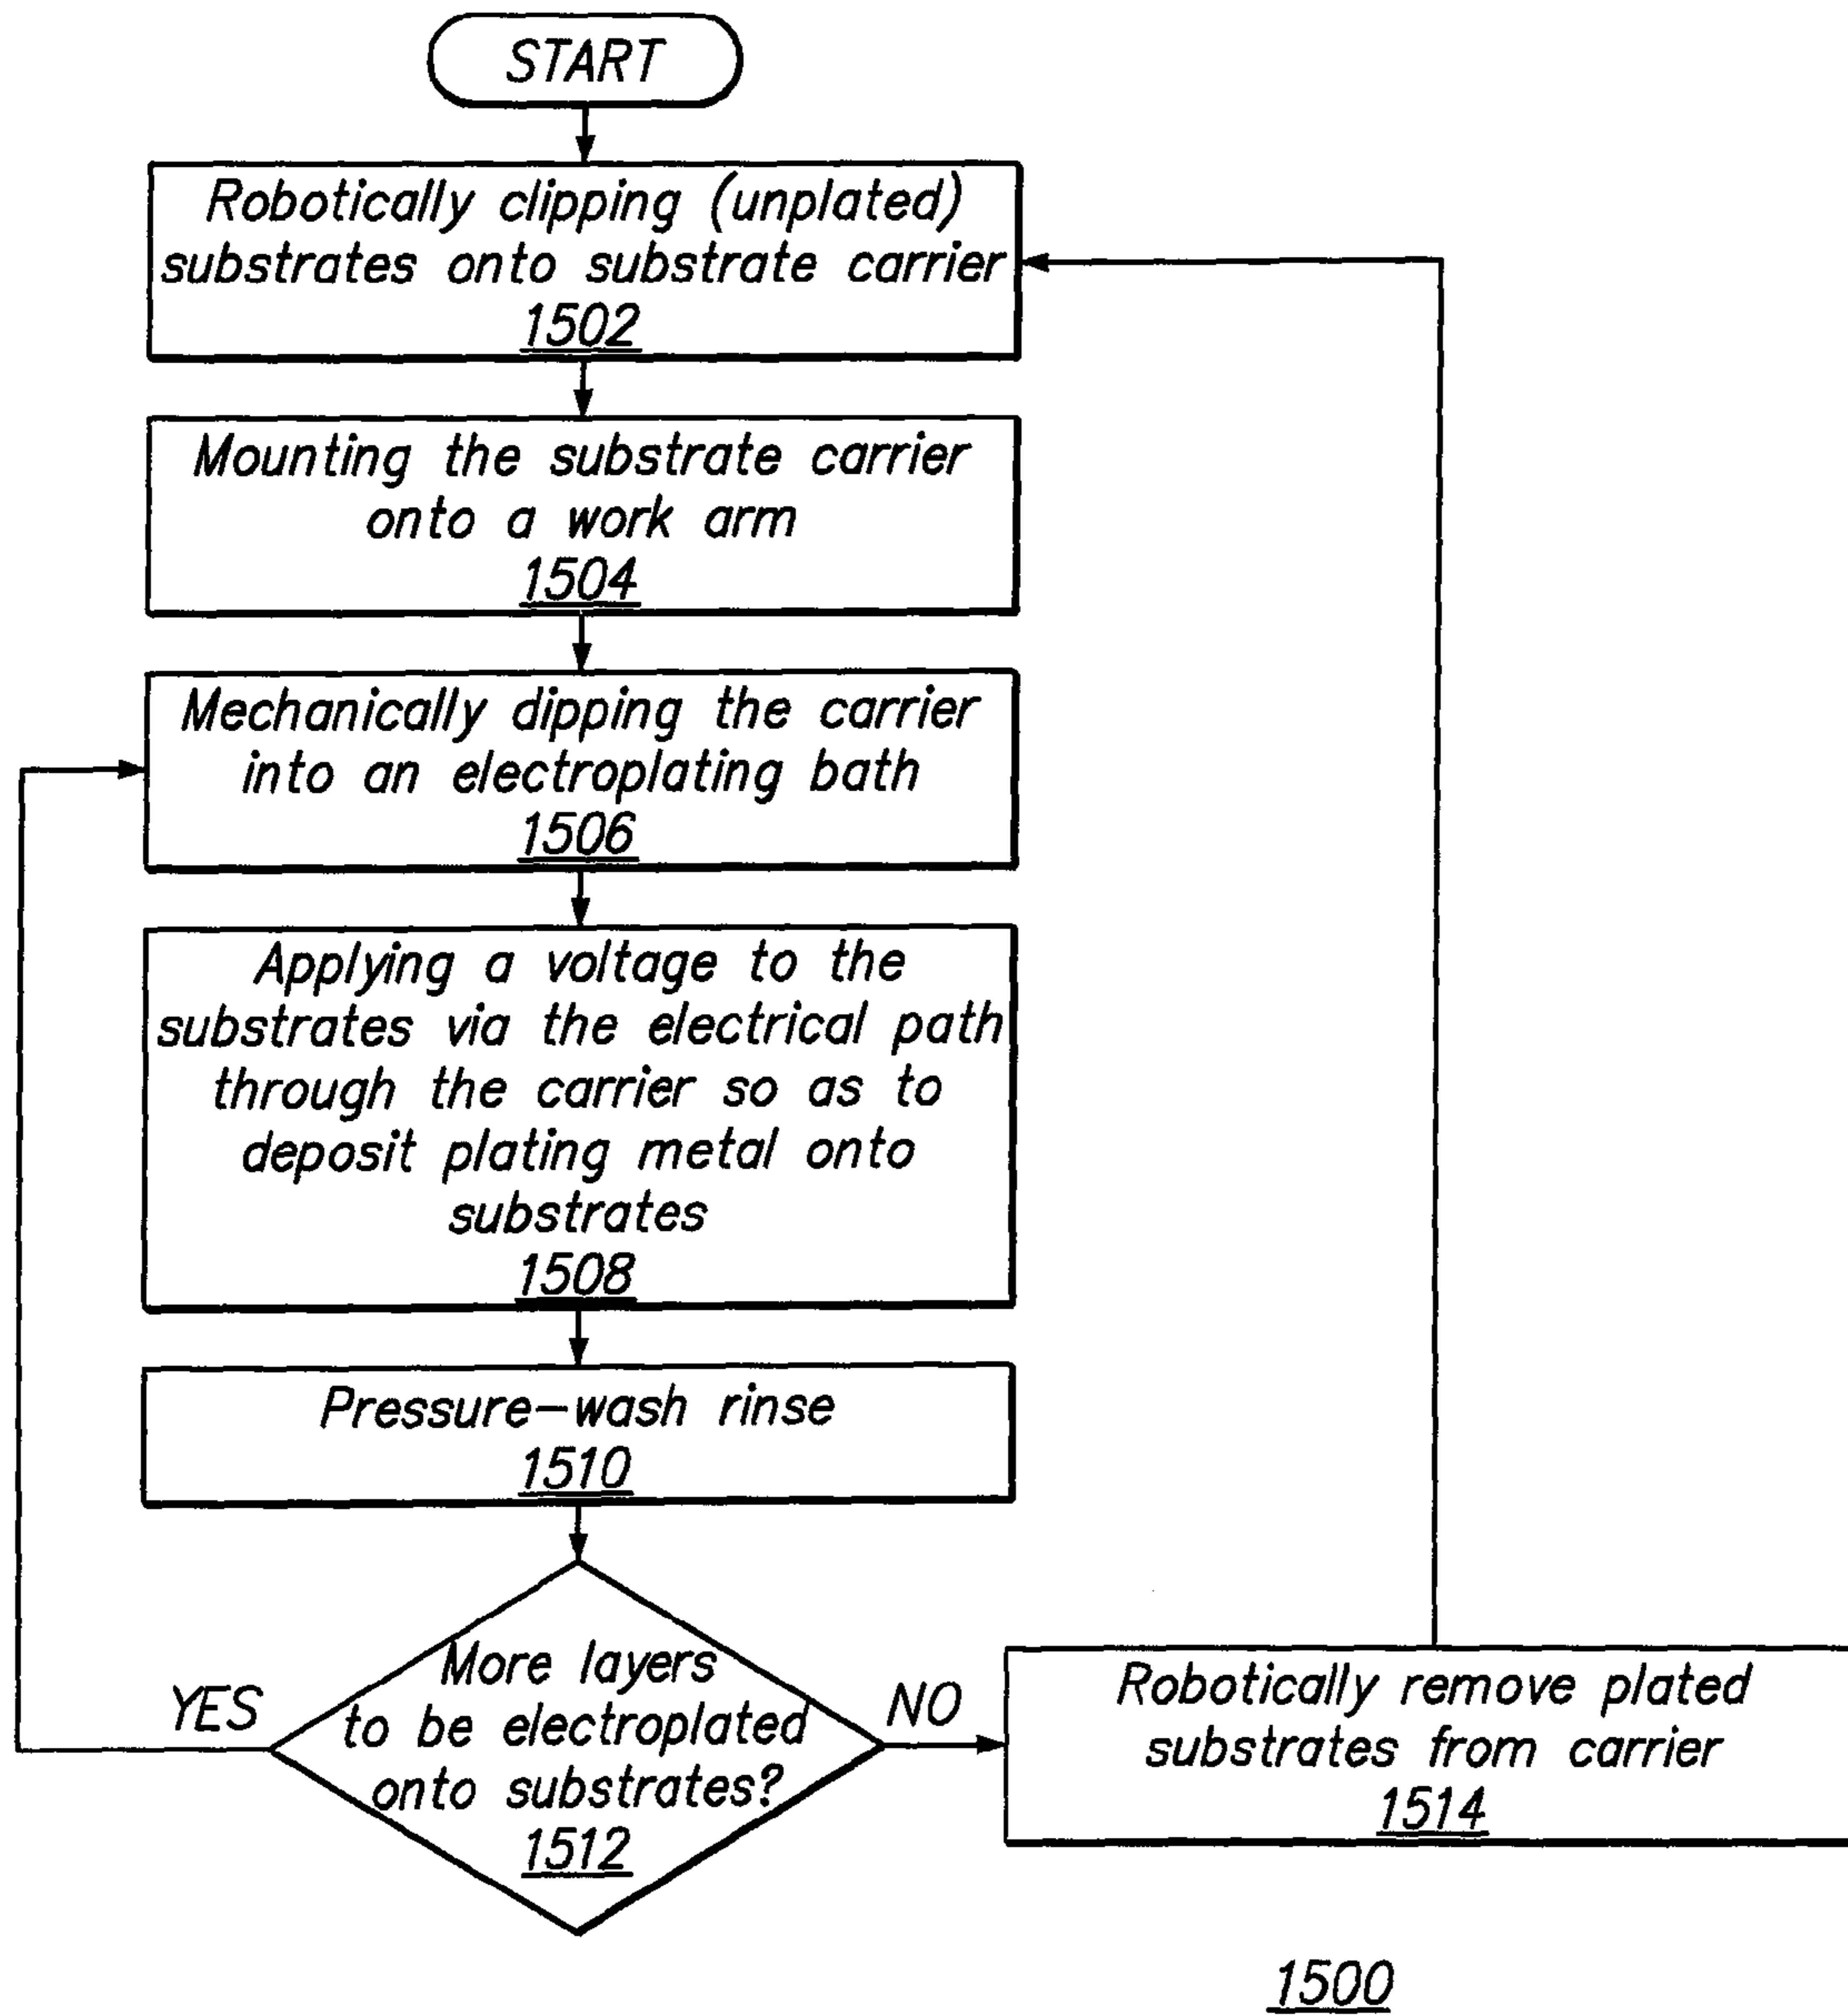 START
Robotically clipping (unplated)
substrates onto substrate carrier
1502
Mounting the substrate carrier
onto a work arm
1504
Mechanically dipping the carrier
into an electroplating bath
1506
Applying a voltage to the
substrates via the electrical path
through the carrier so as to
deposit plating metal onto
substrates
1508
Pressure-wash rinse
1510
More layers
to be electroplated
onto substrates?
1512
YES
NO
Robotically remove plated
substrates from carrier
1514
1500